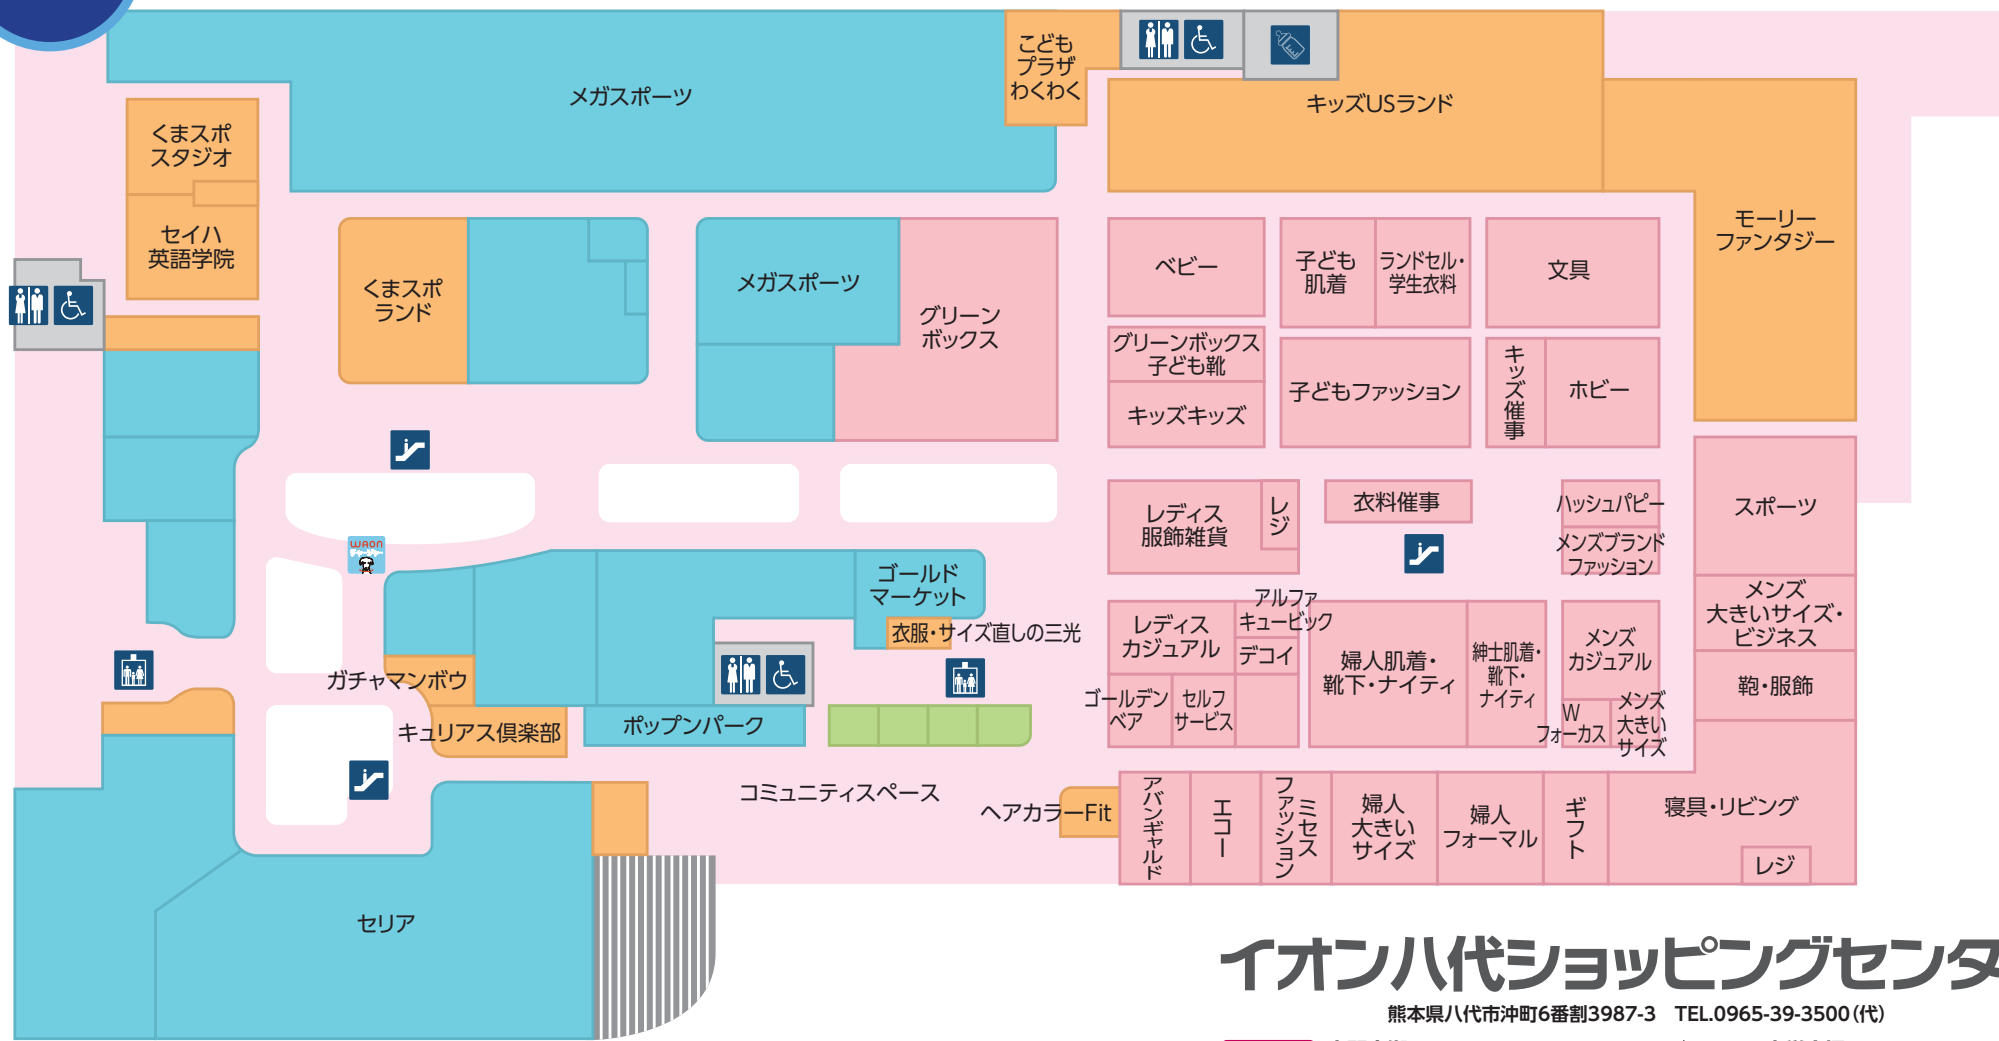 メガスポーツ
こども
プラザ
わくわく
キッズUSランド
くまスポ
スタジオ
セイハ
英語学院
くまスポ
ランド
メガスポーツ
グリーン
ボックス
ベビー
子ども
肌着
ランドセル・
学生衣料
文具
モーリー
ファンタジー
グリーンボックス
子ども靴
キッズキッズ
子どもファッション
キッズ催事
ホビー
レディス
服飾雑貨
レジ
衣料催事
ハッシュパピー
メンズブランド
ファッション
スポーツ
WAON
ゴールド
マーケット
衣服・サイズ直しの三光
レディス
カジュアル
アルファ
キュービック
デコイ
ゴールデン
ベア
セルフ
サービス
婦人肌着・
靴下・ナイティ
紳士肌着・
靴下・
ナイティ
メンズ
カジュアル
W
フォーカス
メンズ
大きい
サイズ
メンズ
大きいサイズ・
ビジネス
鞄・服飾
ガチャマンボウ
キュリアス倶楽部
ポップンパーク
コミュニティスペース
ヘアカラーFit
アバンギャルド
エコー
ミセス
ファッション
婦人
大きい
サイズ
婦人
フォーマル
ギフト
寝具・リビング
レジ
セリア
イオン八代ショッピングセンタ
熊本県八代市沖町6番割3987-3 TEL.0965-39-3500(代)